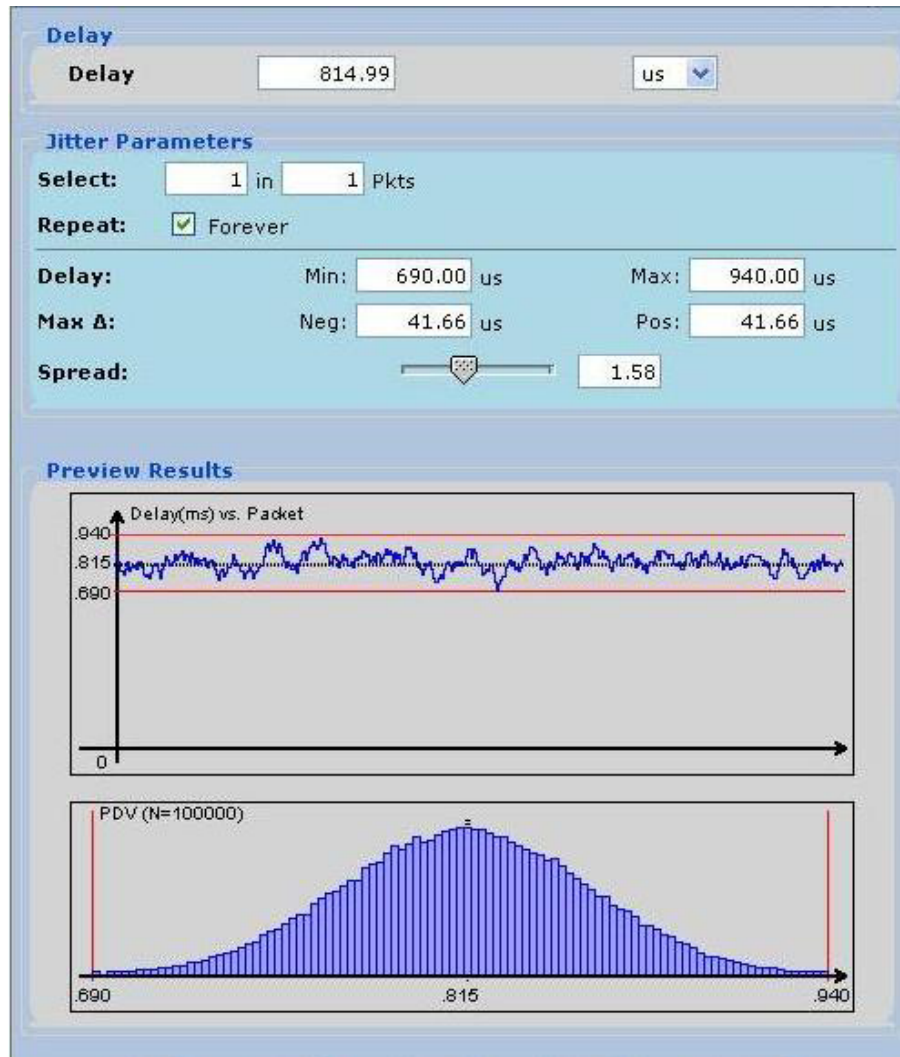 Delay
Delay 814.99 us
Jitter Parameters
Select: 1 in 1 Pkts
Repeat: Forever
Delay: Min: 690.00 us Max: 940.00 us
Max Δ: Neg: 41.66 us Pos: 41.66 us
Spread: 1.58
Preview Results
Delay(ms) vs. Packet
.940
.815
.690
0
PDV (N=100000)
.690 .815 .940